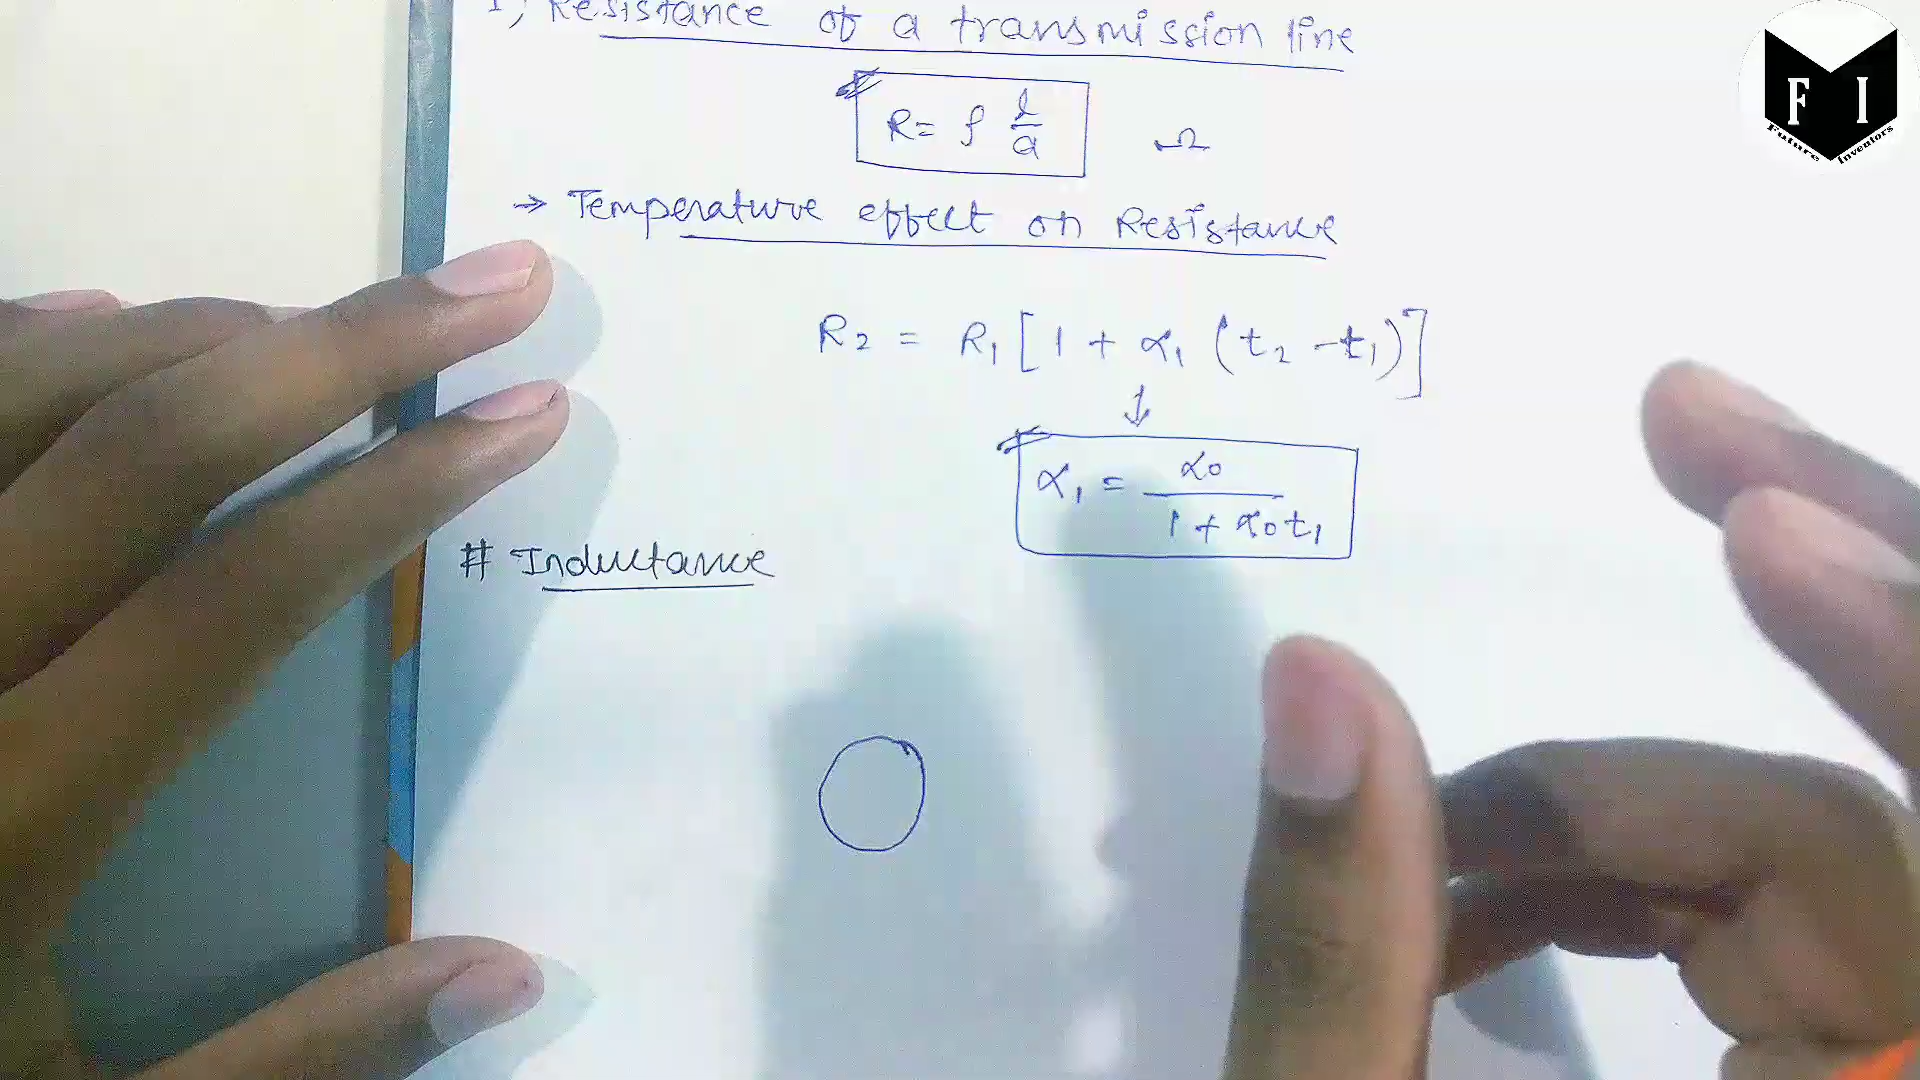 1) Resistance of a transmission line
R = ρ l/a Ω
→ Temperature effect on Resistance
R₂ = R₁ [1 + α₁ (t₂ - t₁)]
↓
α₁ = α₀ / 1 + α₀t₁
# Inductance
F I
Future Inventors